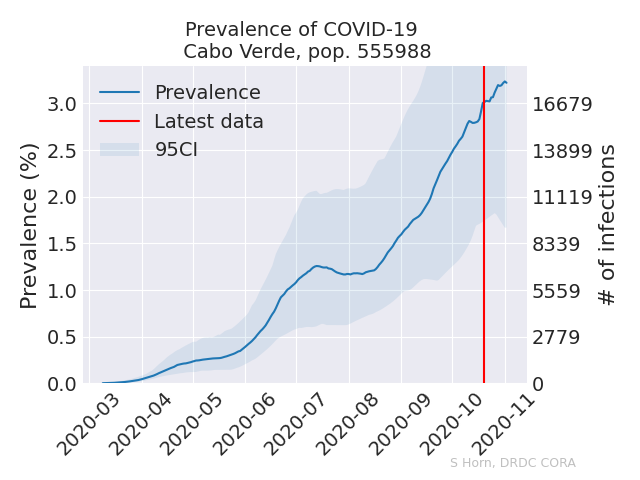 Prevalence of COVID-19
Cabo Verde, pop. 555988
Prevalence
Latest data
95CI
Prevalence (%)
3.0
2.5
2.0
1.5
1.0
0.5
0.0
16679
13899
11119
8339
5559
2779
0
# of infections
2020-03
2020-04
2020-05
2020-06
2020-07
2020-08
2020-09
2020-10
2020-11
S Horn, DRDC CORA